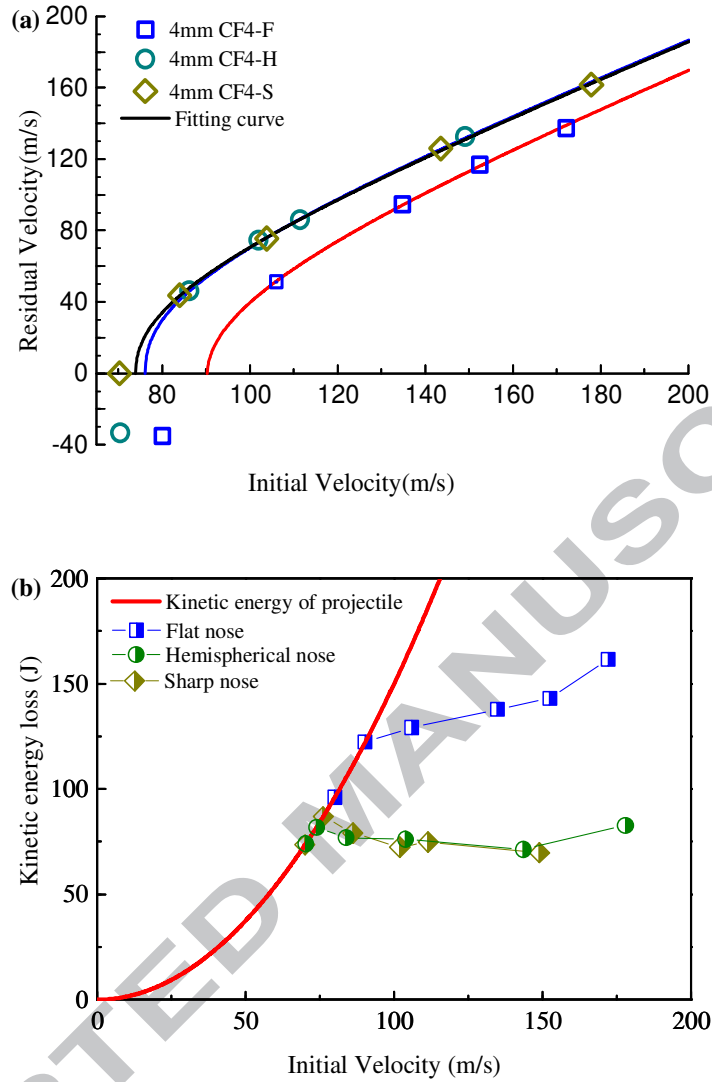 (a)
200
160
120
80
40
0
-40
Residual Velocity(m/s)
4mm CF4-F
4mm CF4-H
4mm CF4-S
Fitting curve
80 100 120 140 160 180 200
Initial Velocity(m/s)
(b)
200
150
100
50
0
Kinetic energy loss (J)
Kinetic energy of projectile
Flat nose
Hemispherical nose
Sharp nose
0 50 100 150 200
Initial Velocity (m/s)
TED MANUSC